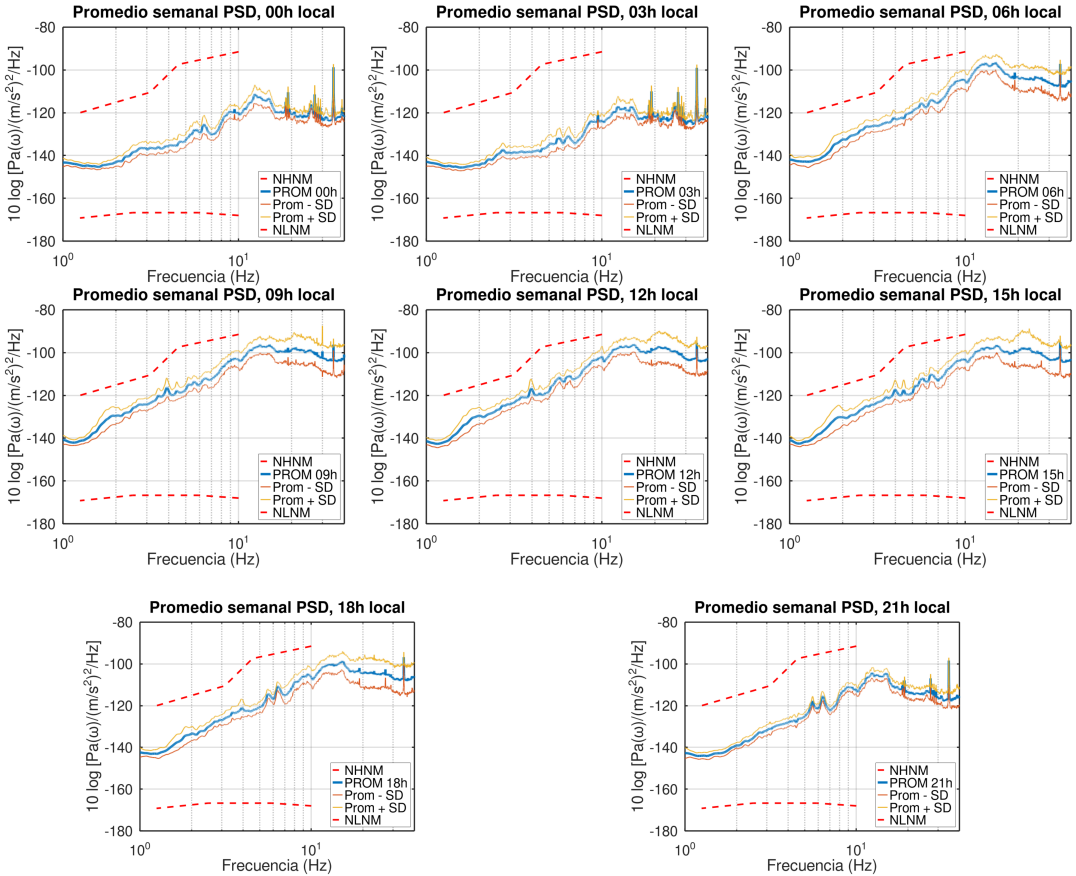 Promedio semanal PSD, 00h local
10 log [Pa(ω)/(m/s²)²/Hz]
-80
-100
-120
-140
-160
-180
NHNM
PROM 00h
Prom - SD
Prom + SD
NLNM
10⁰
10¹
Frecuencia (Hz)
Promedio semanal PSD, 03h local
10 log [Pa(ω)/(m/s²)²/Hz]
-80
-100
-120
-140
-160
-180
NHNM
PROM 03h
Prom - SD
Prom + SD
NLNM
10⁰
10¹
Frecuencia (Hz)
Promedio semanal PSD, 06h local
10 log [Pa(ω)/(m/s²)²/Hz]
-80
-100
-120
-140
-160
-180
NHNM
PROM 06h
Prom - SD
Prom + SD
NLNM
10⁰
10¹
Frecuencia (Hz)
Promedio semanal PSD, 09h local
10 log [Pa(ω)/(m/s²)²/Hz]
-80
-100
-120
-140
-160
-180
NHNM
PROM 09h
Prom - SD
Prom + SD
NLNM
10⁰
10¹
Frecuencia (Hz)
Promedio semanal PSD, 12h local
10 log [Pa(ω)/(m/s²)²/Hz]
-80
-100
-120
-140
-160
-180
NHNM
PROM 12h
Prom - SD
Prom + SD
NLNM
10⁰
10¹
Frecuencia (Hz)
Promedio semanal PSD, 15h local
10 log [Pa(ω)/(m/s²)²/Hz]
-80
-100
-120
-140
-160
-180
NHNM
PROM 15h
Prom - SD
Prom + SD
NLNM
10⁰
10¹
Frecuencia (Hz)
Promedio semanal PSD, 18h local
10 log [Pa(ω)/(m/s²)²/Hz]
-80
-100
-120
-140
-160
-180
NHNM
PROM 18h
Prom - SD
Prom + SD
NLNM
10⁰
10¹
Frecuencia (Hz)
Promedio semanal PSD, 21h local
10 log [Pa(ω)/(m/s²)²/Hz]
-80
-100
-120
-140
-160
-180
NHNM
PROM 21h
Prom - SD
Prom + SD
NLNM
10⁰
10¹
Frecuencia (Hz)